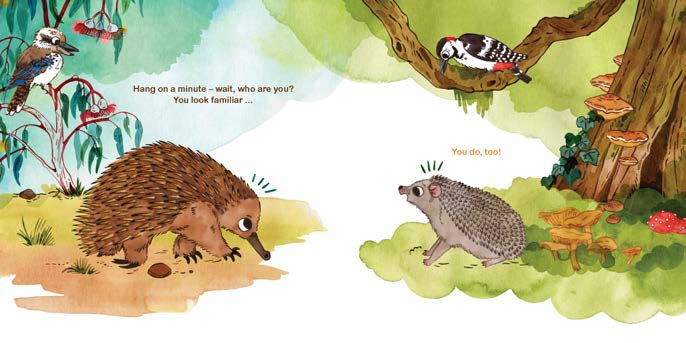 Hang on a minute – wait, who are you?
You look familiar ...
You do, too!